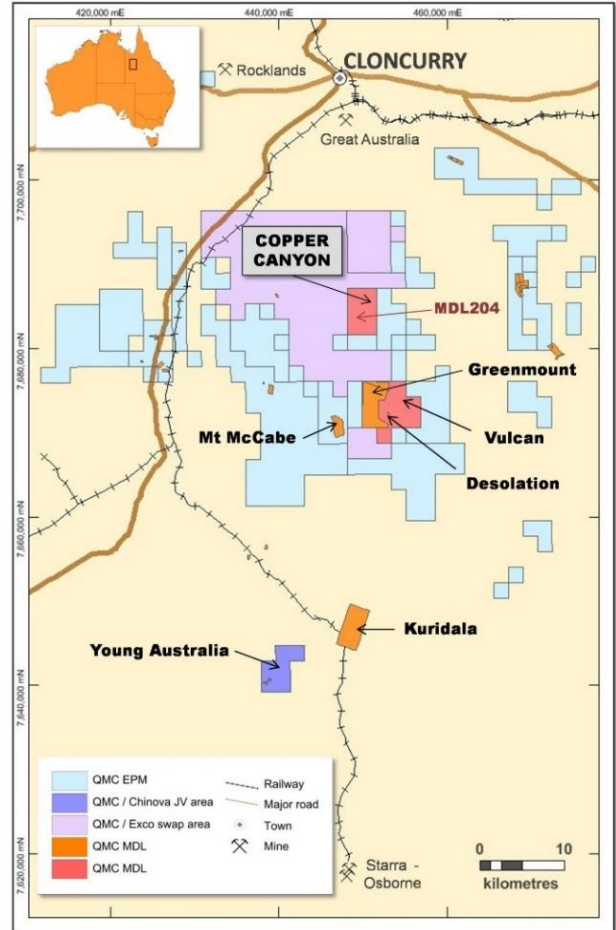 420,000 mE
440,000 mE
460,000 mE
CLONCURRY
Rocklands
Great Australia
7,700,000 mN
COPPER
CANYON
MDL204
7,680,000 mN
Greenmount
Mt McCabe
Vulcan
Desolation
7,660,000 mN
Kuridala
Young Australia
7,640,000 mN
QMC EPM
QMC / Chinova JV area
QMC / Exco swap area
QMC MDL
QMC MDL
Railway
Major road
Town
Mine
7,620,000 mN
Starra -
Osborne
0
10
kilometres